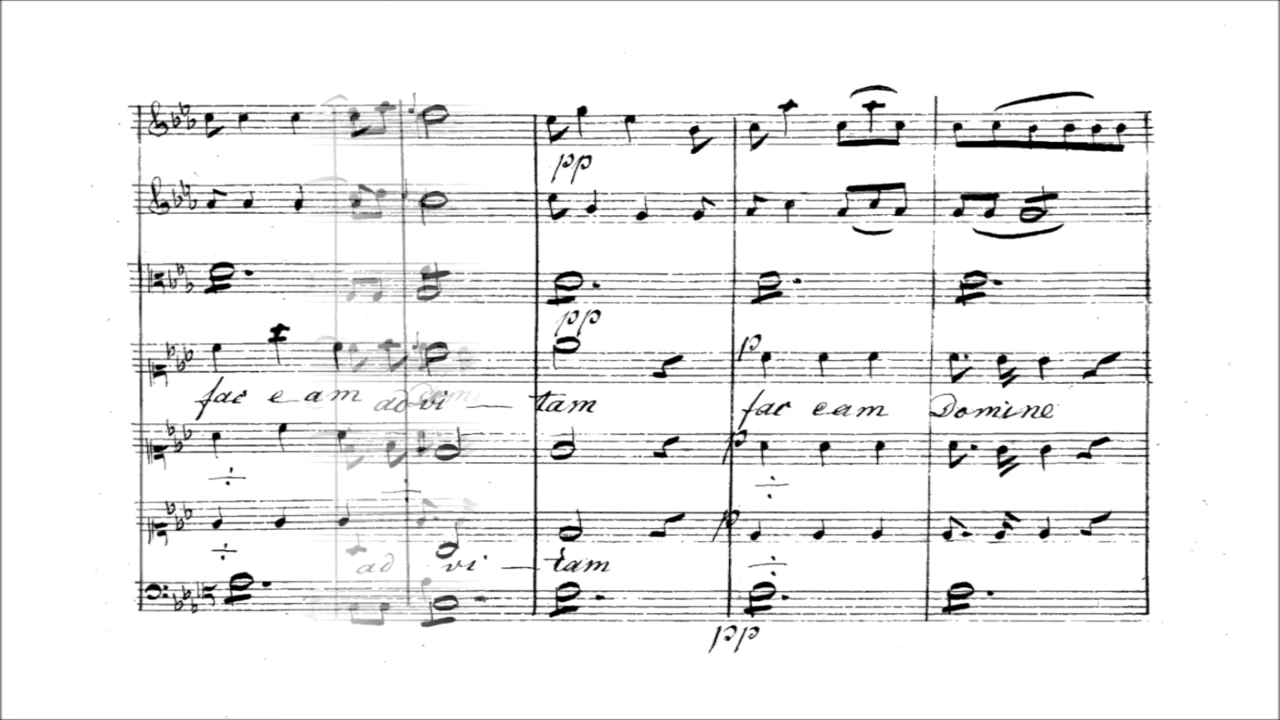 pp
pp
p
fac eam ad vi — tam fac eam Domine
p
p
ad vi — tam
pp